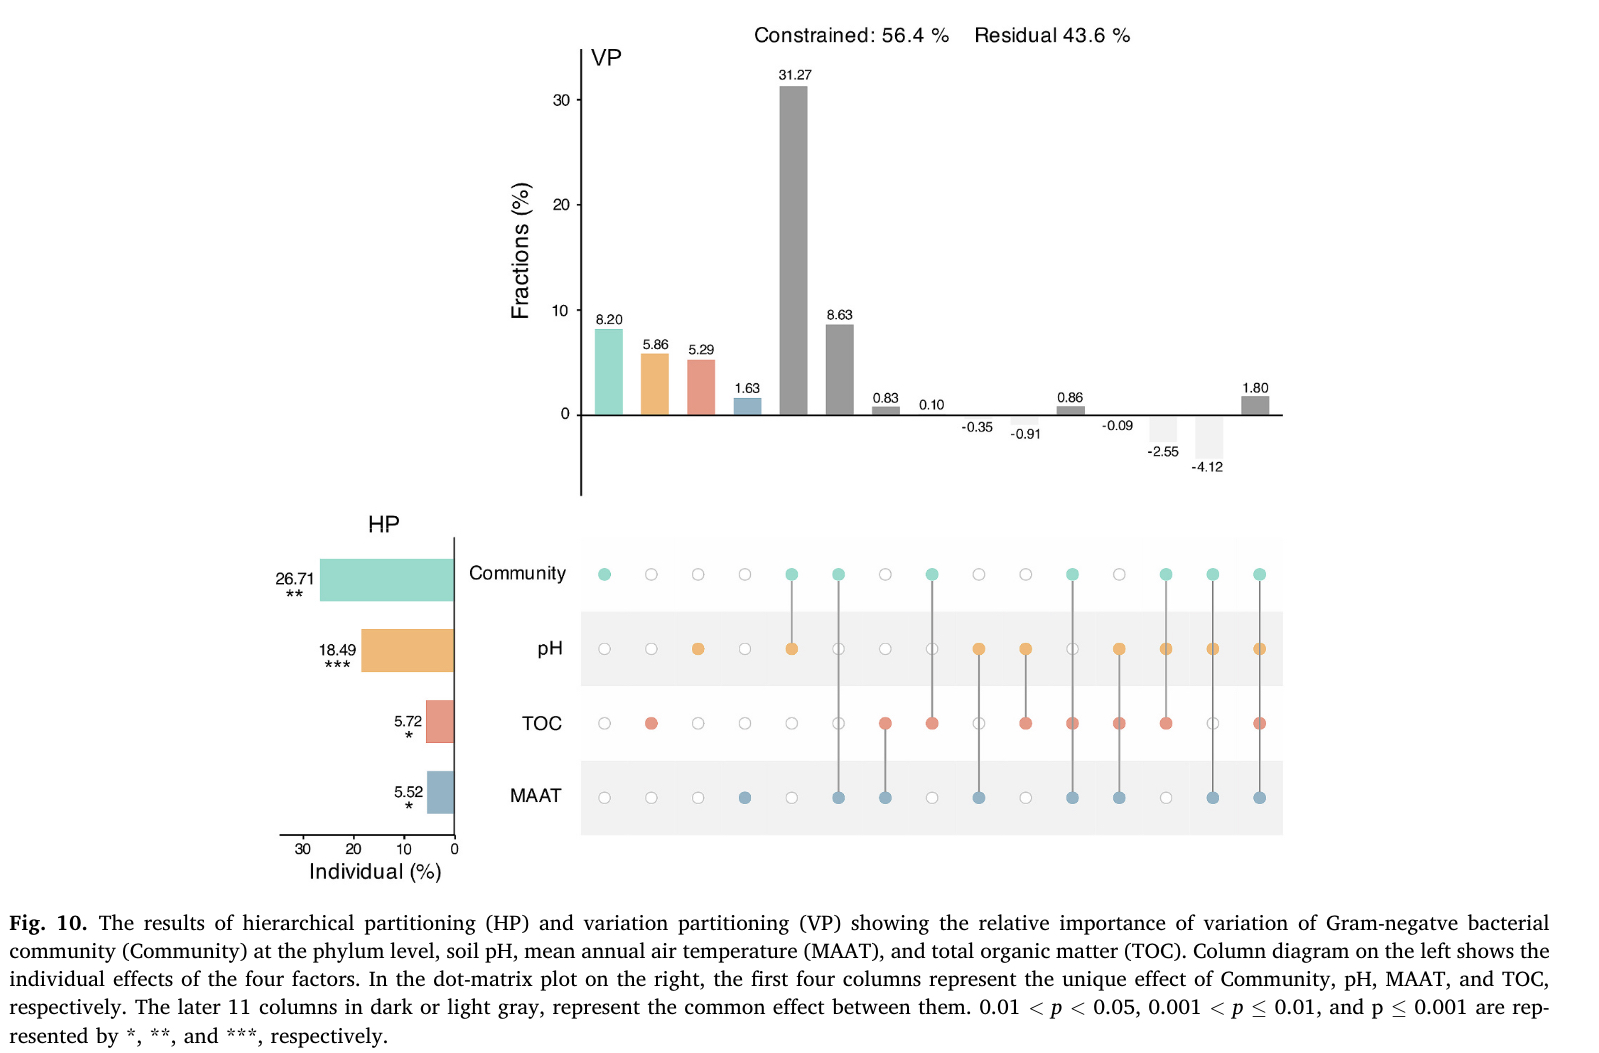 Constrained: 56.4 % Residual 43.6 %
VP
31.27
30
Fractions (%)
20
10
8.20
5.86
5.29
1.63
8.63
0.83
0.10
0.86
1.80
0
-0.35
-0.91
-0.09
-2.55
-4.12
HP
26.71
**
Community
18.49
***
pH
5.72
*
TOC
5.52
*
MAAT
30 20 10 0
Individual (%)
Fig. 10. The results of hierarchical partitioning (HP) and variation partitioning (VP) showing the relative importance of variation of Gram-negatve bacterial
community (Community) at the phylum level, soil pH, mean annual air temperature (MAAT), and total organic matter (TOC). Column diagram on the left shows the
individual effects of the four factors. In the dot-matrix plot on the right, the first four columns represent the unique effect of Community, pH, MAAT, and TOC,
respectively. The later 11 columns in dark or light gray, represent the common effect between them. 0.01 < p < 0.05, 0.001 < p ≤ 0.01, and p ≤ 0.001 are rep-
resented by *, **, and ***, respectively.